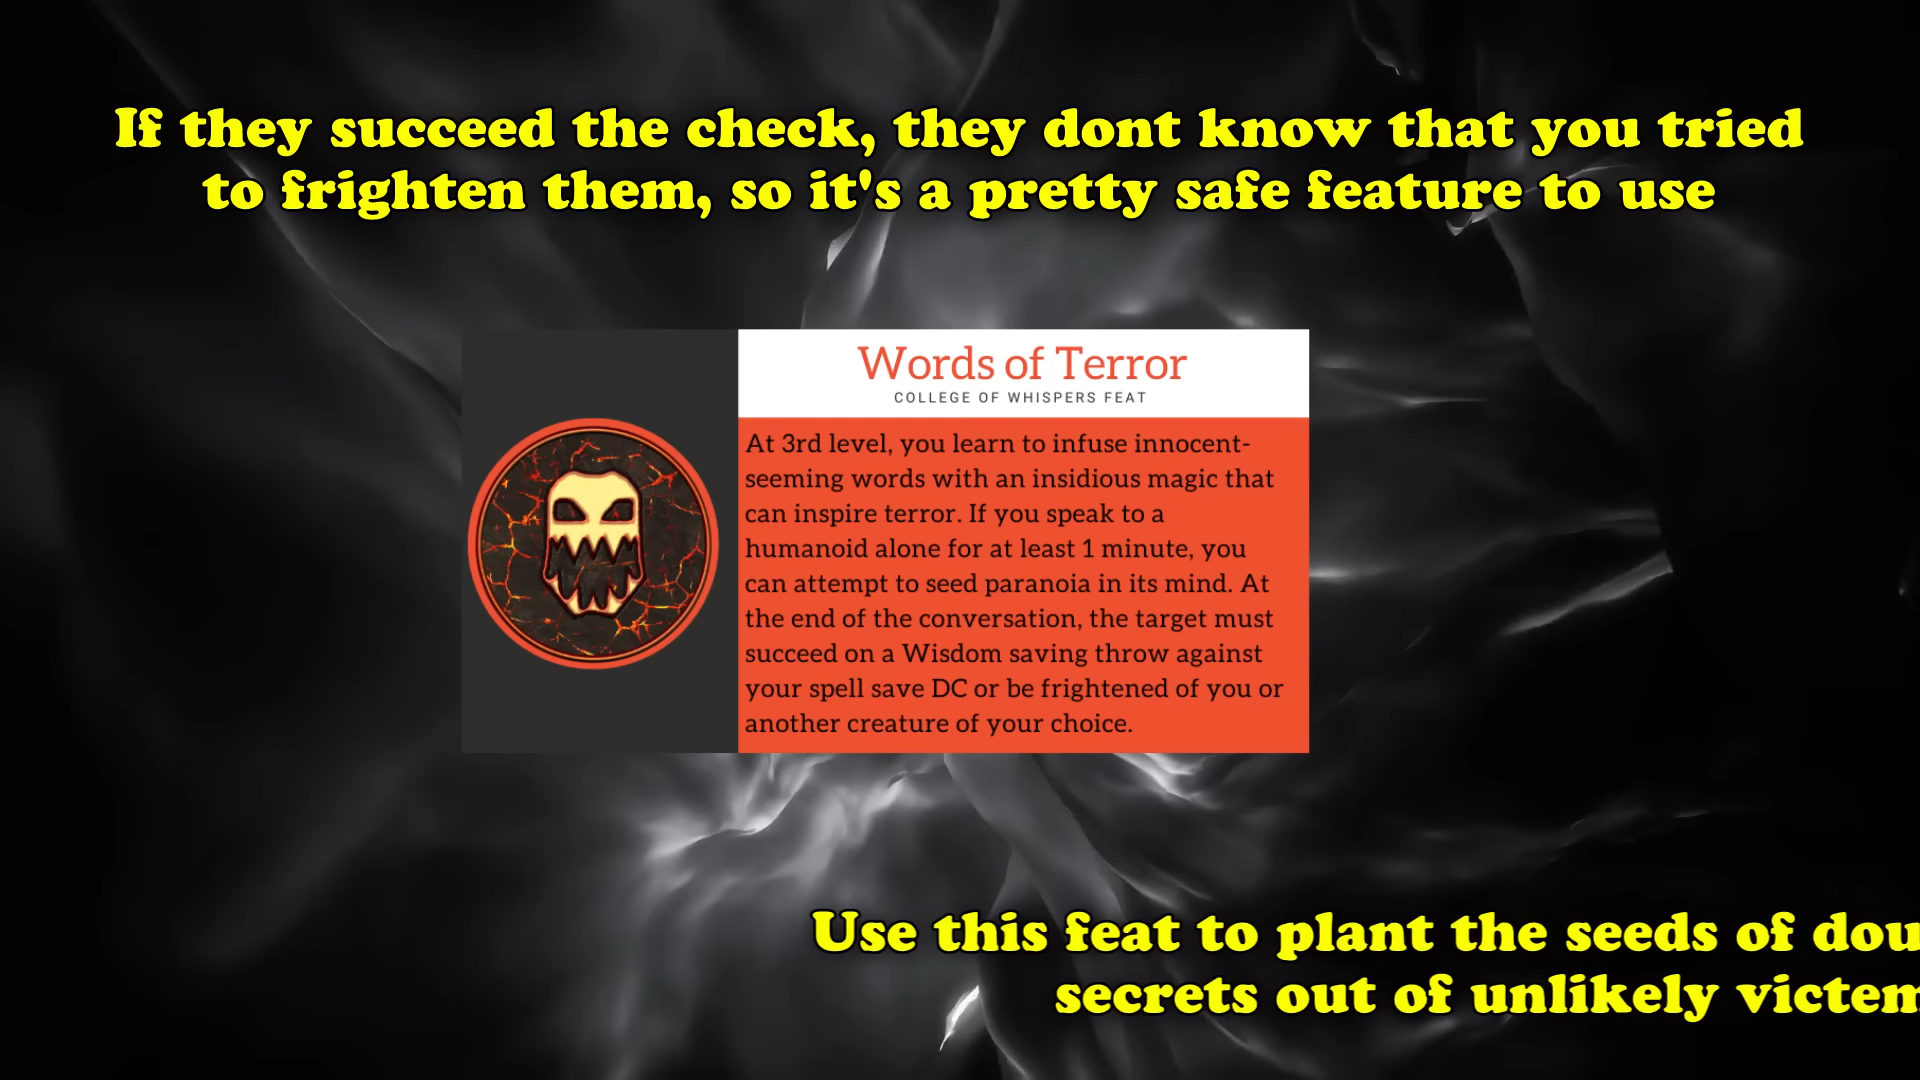 If they succeed the check, they dont know that you tried
to frighten them, so it's a pretty safe feature to use
Words of Terror
COLLEGE OF WHISPERS FEAT
At 3rd level, you learn to infuse innocent-
seeming words with an insidious magic that
can inspire terror. If you speak to a
humanoid alone for at least 1 minute, you
can attempt to seed paranoia in its mind. At
the end of the conversation, the target must
succeed on a Wisdom saving throw against
your spell save DC or be frightened of you or
another creature of your choice.
Use this feat to plant the seeds of dou
secrets out of unlikely victem